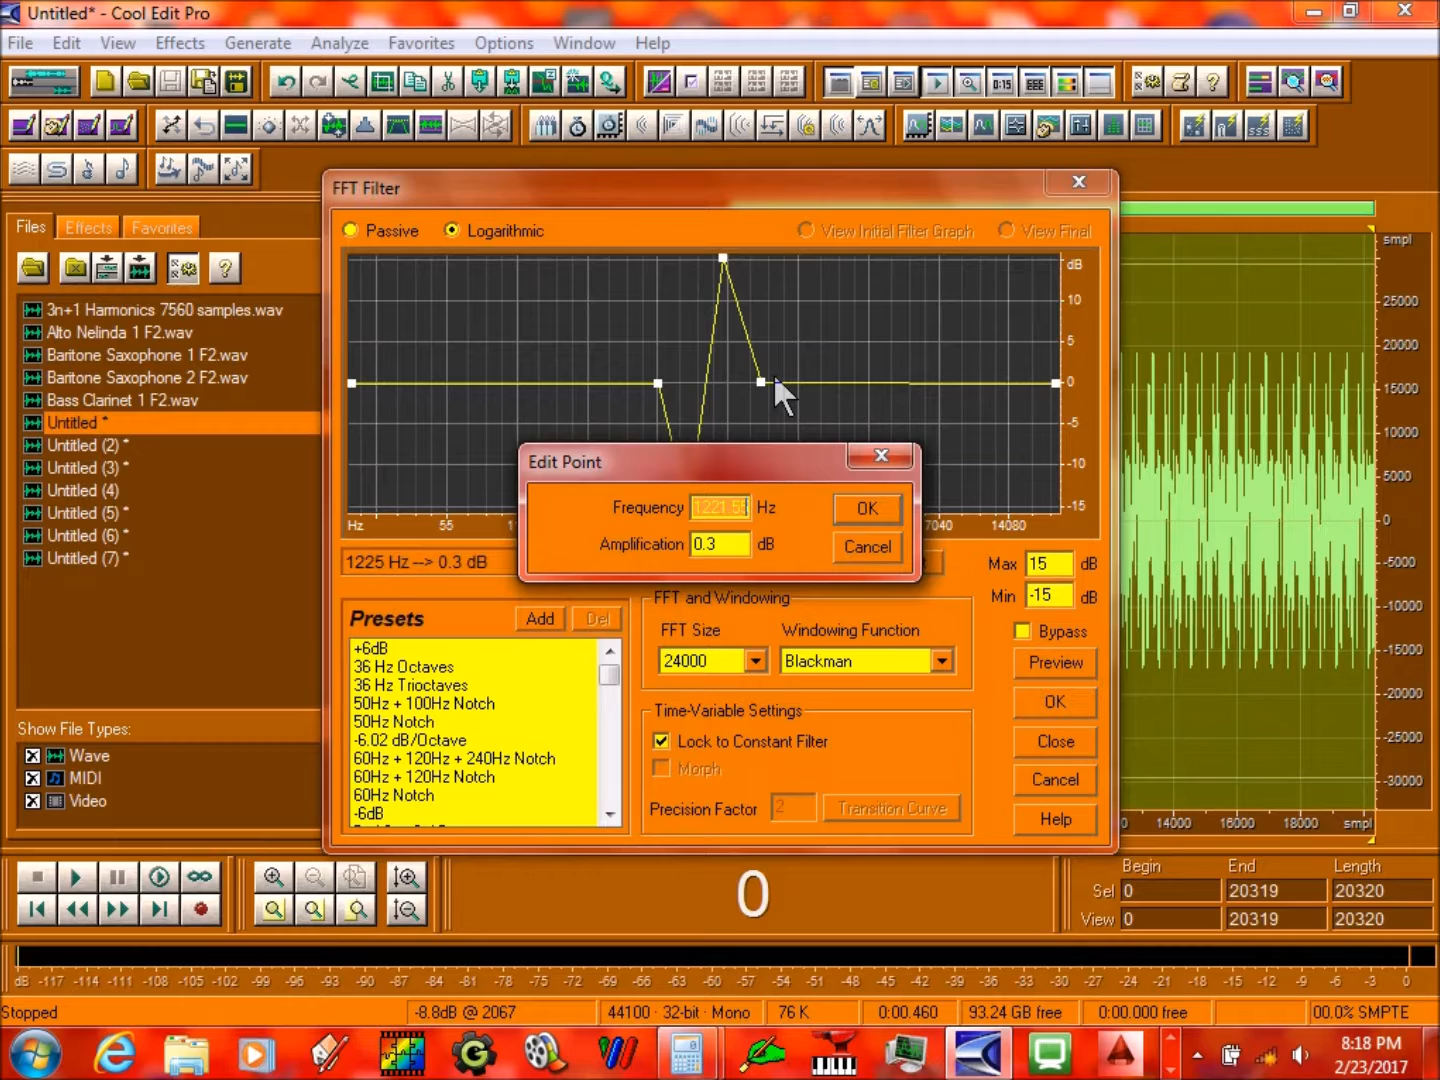 Untitled* - Cool Edit Pro
File Edit View Effects Generate Analyze Favorites Options Window Help
0:15
FFT Filter
Files Effects Favorites
Passive Logarithmic View Initial Filter Graph View Final
smpl
dB
3n+1 Harmonics 7560 samples.wav
Alto Nelinda 1 F2.wav
Baritone Saxophone 1 F2.wav
Baritone Saxophone 2 F2.wav
Bass Clarinet 1 F2.wav
Untitled *
Untitled (2) *
Untitled (3) *
Untitled (4)
Untitled (5) *
Untitled (6) *
Untitled (7) *
10
5
0
-5
-10
-15
25000
20000
15000
10000
5000
0
-5000
-10000
-15000
-20000
-25000
-30000
Edit Point
Frequency Hz OK
Amplification 0.3 dB Cancel
Hz 55 7040 14080
1225 Hz --> 0.3 dB
Max 15 dB
Min -15 dB
Presets Add Del
+6dB
36 Hz Octaves
36 Hz Trioctaves
50Hz + 100Hz Notch
50Hz Notch
-6.02 dB/Octave
60Hz + 120Hz + 240Hz Notch
60Hz + 120Hz Notch
60Hz Notch
-6dB
FFT and Windowing
FFT Size Windowing Function
24000 Blackman
Time-Variable Settings
Lock to Constant Filter
Morph
Precision Factor 2 Transition Curve
Bypass
Preview
OK
Close
Cancel
Help
Show File Types:
Wave
MIDI
Video
14000 16000 18000 smpl
0
Begin End Length
Sel 0 20319 20320
View 0 20319 20320
dB -117 -114 -111 -108 -105 -102 -99 -96 -93 -90 -87 -84 -81 -78 -75 -72 -69 -66 -63 -60 -57 -54 -51 -48 -45 -42 -39 -36 -33 -30 -27 -24 -21 -18 -15 -12 -9 -6 -3 0
Stopped -8.8dB @ 2067 44100 · 32-bit · Mono 76 K 0:00.460 93.24 GB free 0:00.000 free 00.0% SMPTE
8:18 PM
2/23/2017